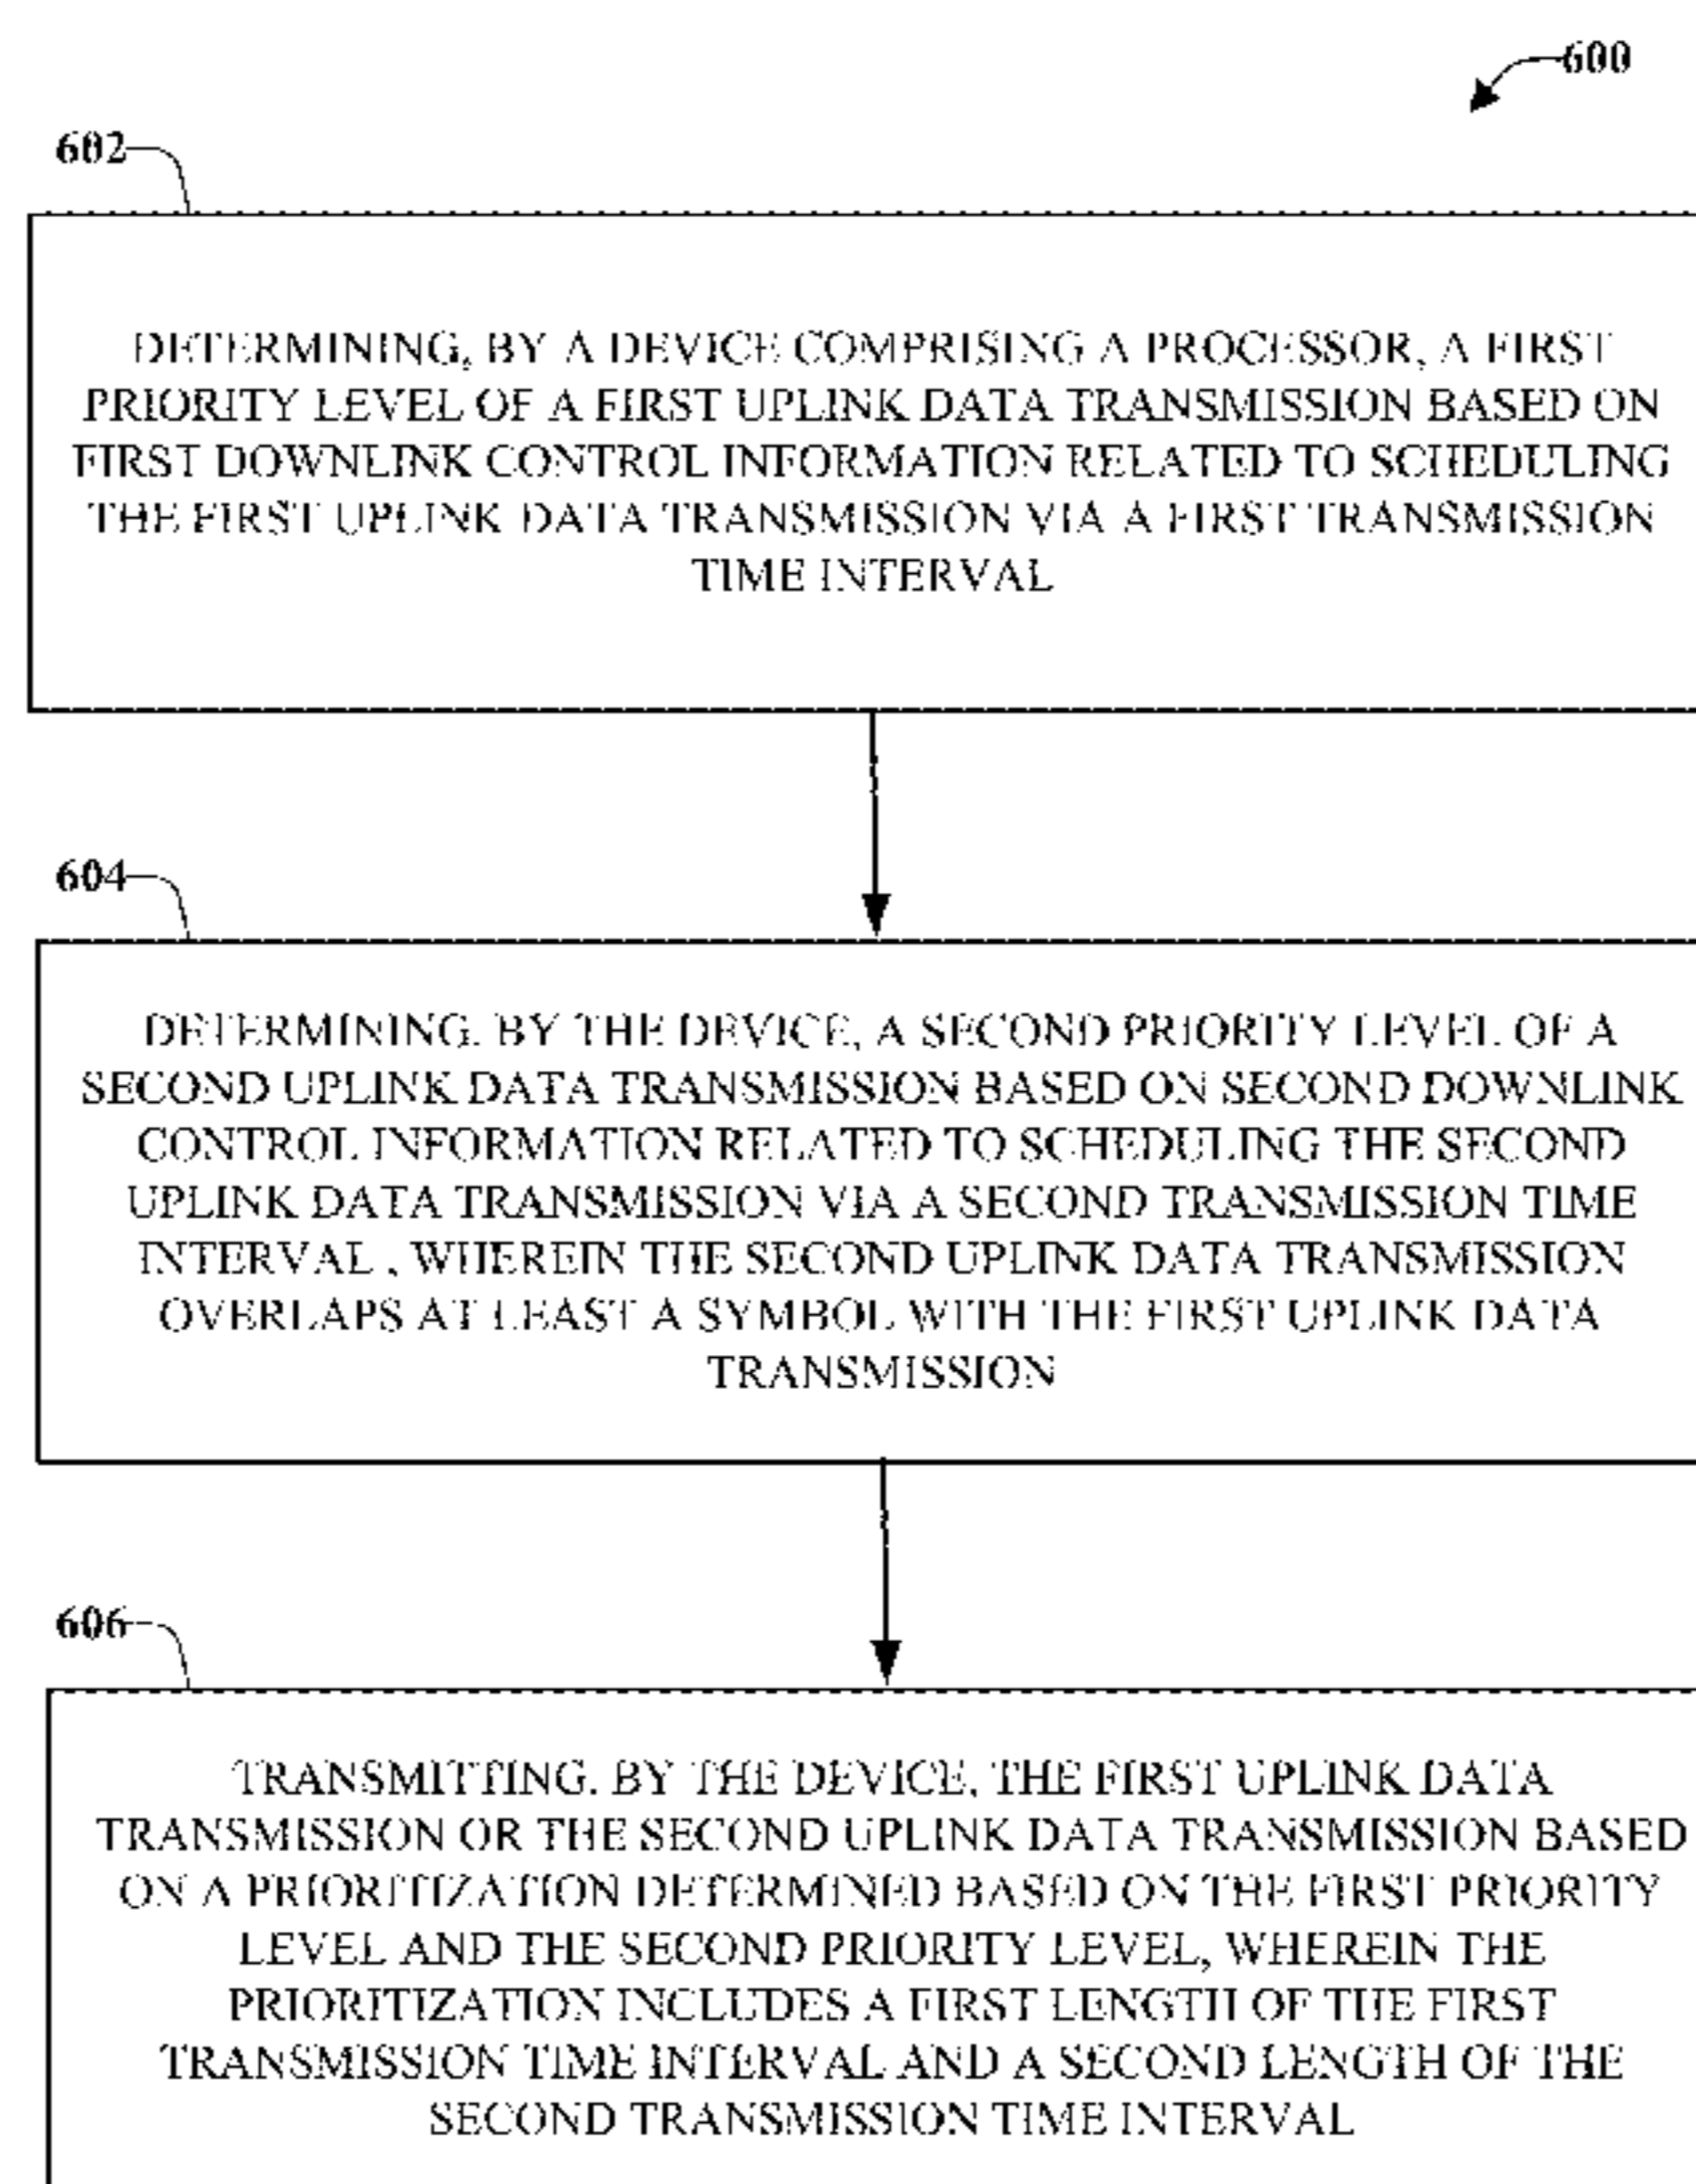 600
602
DETERMINING, BY A DEVICE COMPRISING A PROCESSOR, A FIRST
PRIORITY LEVEL OF A FIRST UPLINK DATA TRANSMISSION BASED ON
FIRST DOWNLINK CONTROL INFORMATION RELATED TO SCHEDULING
THE FIRST UPLINK DATA TRANSMISSION VIA A FIRST TRANSMISSION
TIME INTERVAL
604
DETERMINING, BY THE DEVICE, A SECOND PRIORITY LEVEL OF A
SECOND UPLINK DATA TRANSMISSION BASED ON SECOND DOWNLINK
CONTROL INFORMATION RELATED TO SCHEDULING THE SECOND
UPLINK DATA TRANSMISSION VIA A SECOND TRANSMISSION TIME
INTERVAL , WHEREIN THE SECOND UPLINK DATA TRANSMISSION
OVERLAPS AT LEAST A SYMBOL WITH THE FIRST UPLINK DATA
TRANSMISSION
606
TRANSMITTING, BY THE DEVICE, THE FIRST UPLINK DATA
TRANSMISSION OR THE SECOND UPLINK DATA TRANSMISSION BASED
ON A PRIORITIZATION DETERMINED BASED ON THE FIRST PRIORITY
LEVEL AND THE SECOND PRIORITY LEVEL, WHEREIN THE
PRIORITIZATION INCLUDES A FIRST LENGTH OF THE FIRST
TRANSMISSION TIME INTERVAL AND A SECOND LENGTH OF THE
SECOND TRANSMISSION TIME INTERVAL